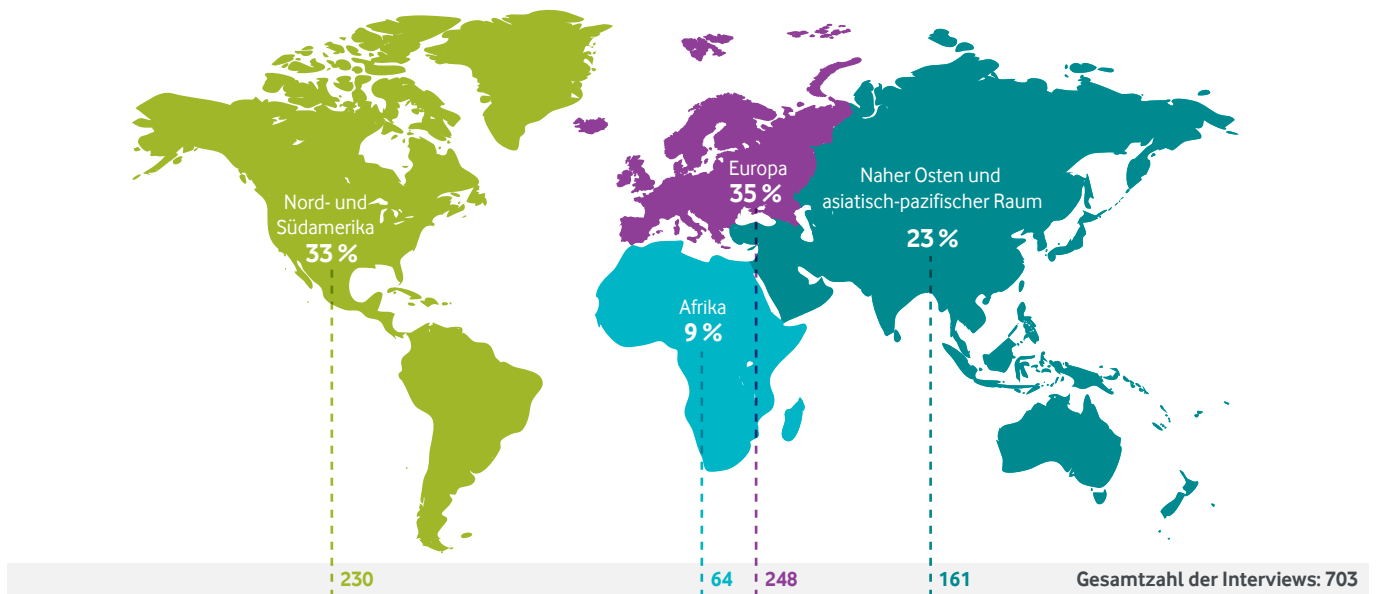 Nord- und
Südamerika
33 %
Europa
35 %
Naher Osten und
asiatisch-pazifischer Raum
23 %
Afrika
9 %
230
64
248
161
Gesamtzahl der Interviews: 703